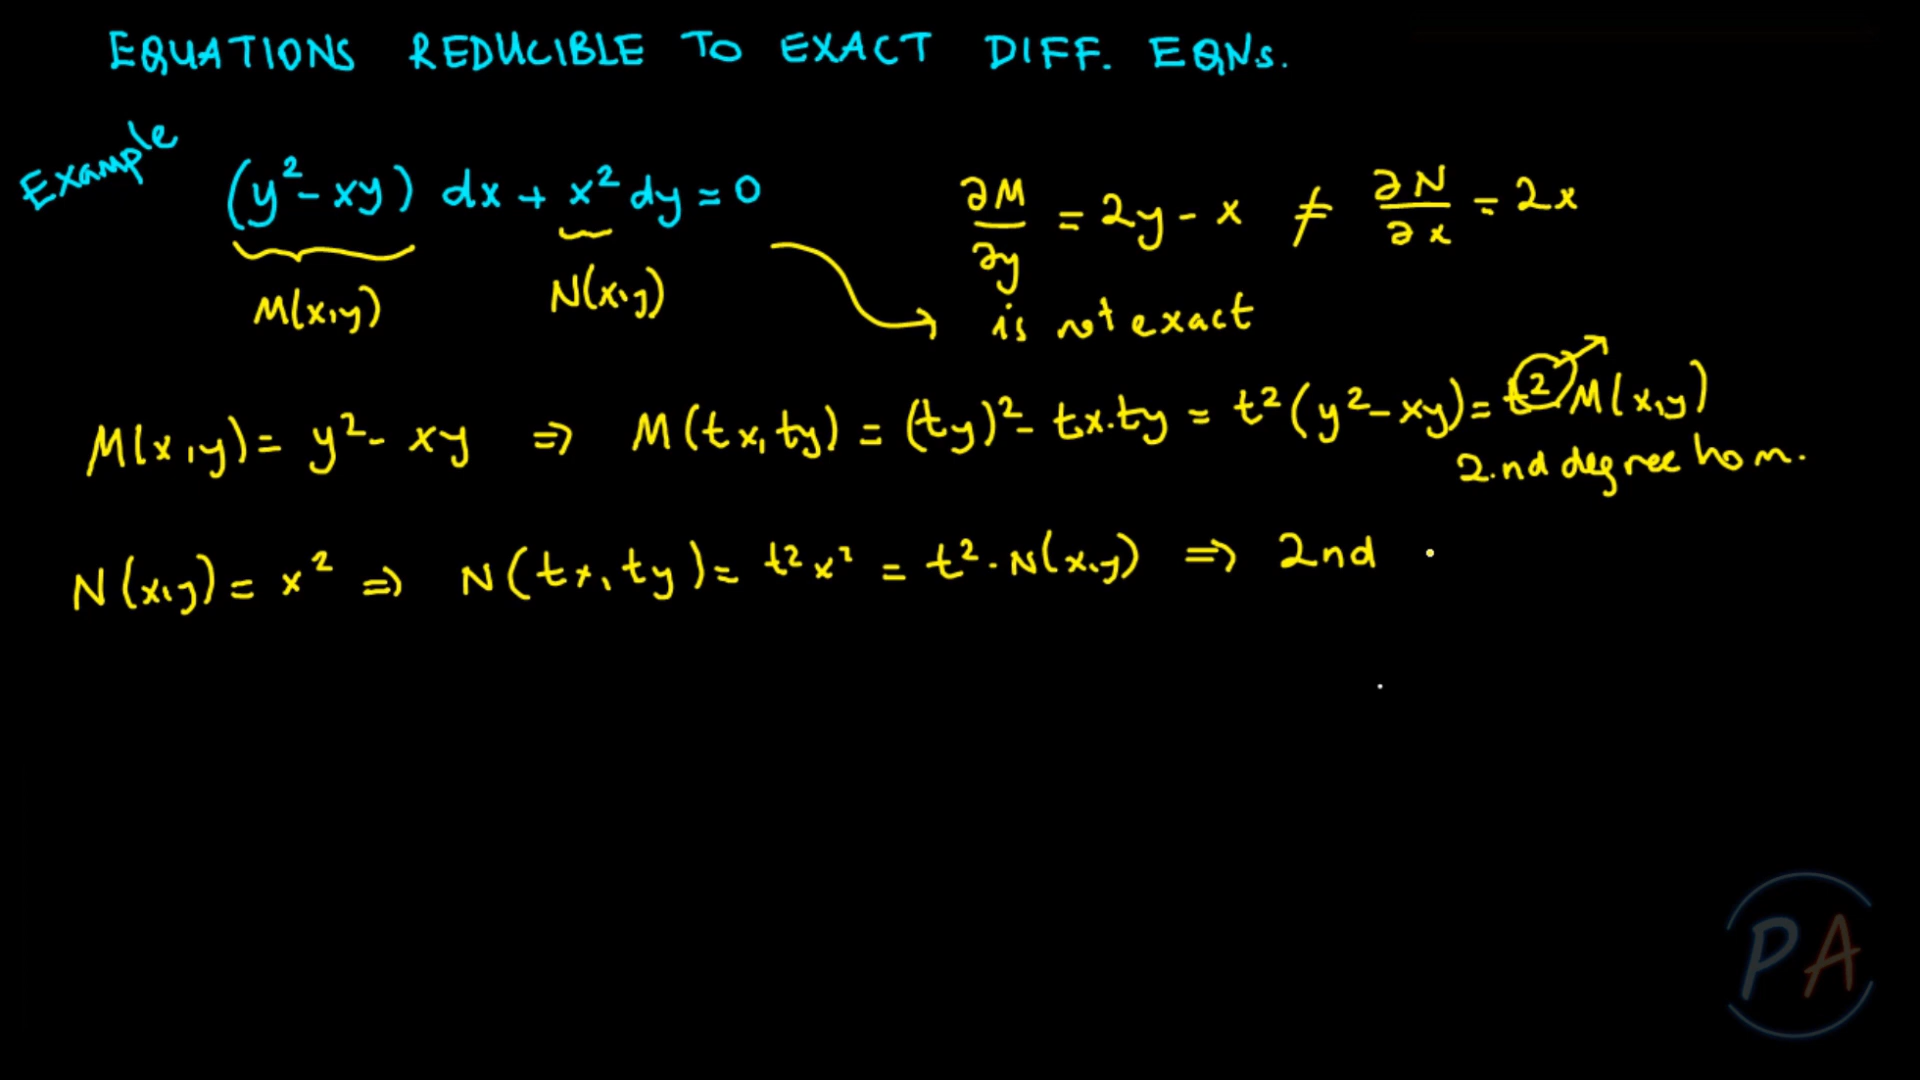 EQUATIONS REDUCIBLE TO EXACT DIFF. EQNs.
Example (y²-xy) dx + x² dy = 0
M(x,y) N(x,y)
∂M/∂y = 2y - x ≠ ∂N/∂x = 2x
is not exact
M(x,y) = y² - xy ⇒ M(tx,ty) = (ty)² - tx.ty = t²(y²-xy) = t² M(x,y)
2.nd degree hom.
N(x,y) = x² ⇒ N(tx,ty) = t²x² = t².N(x,y) ⇒ 2nd
PA